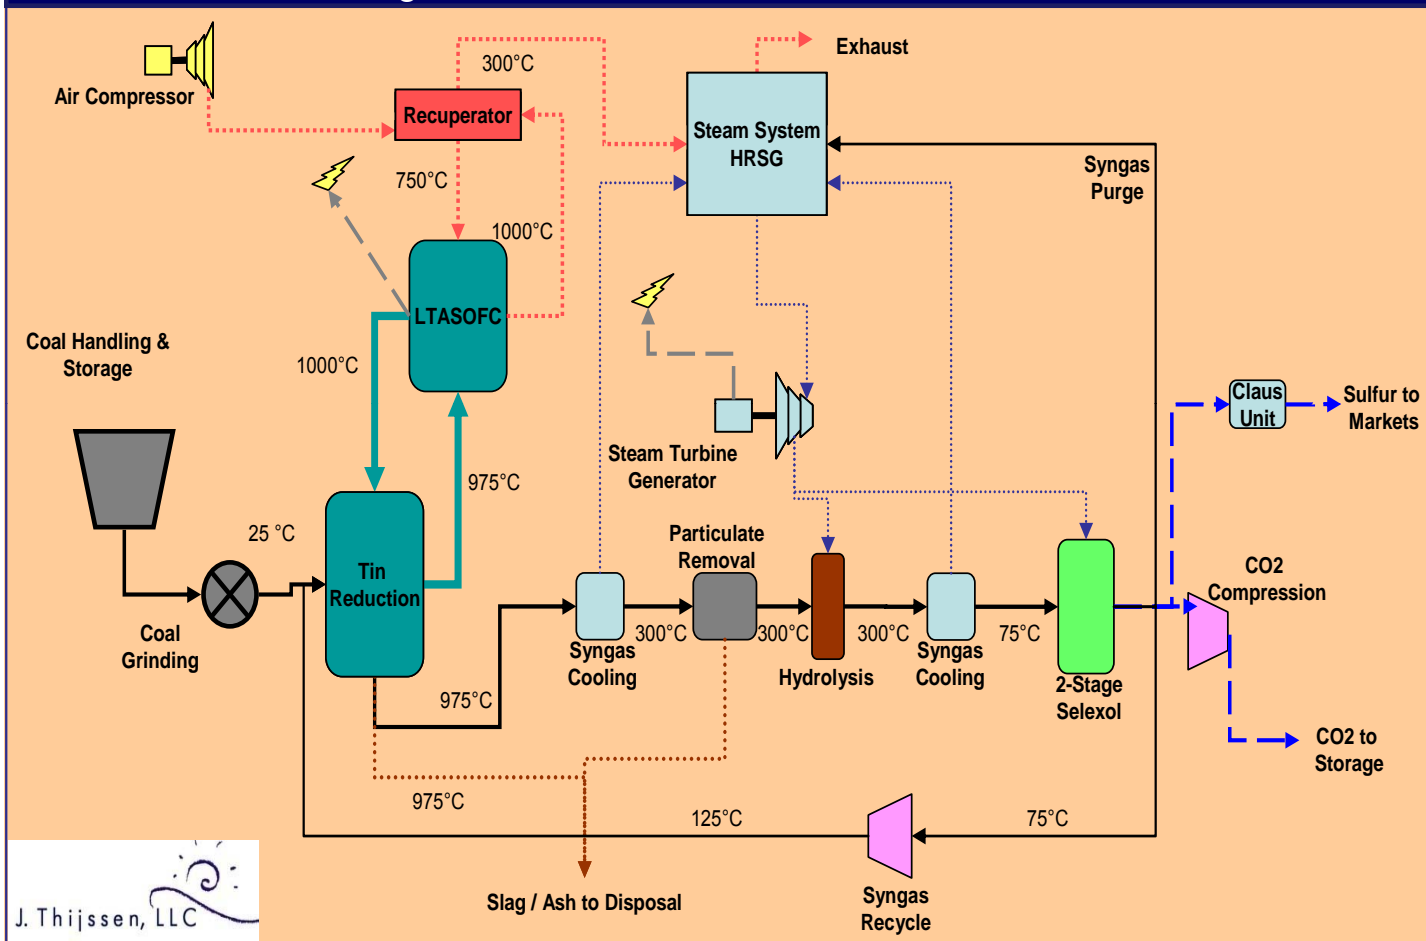 Exhaust
300°C
Air Compressor
Recuperator
Steam System
HRSG
Syngas
Purge
750°C
1000°C
LTASOFC
Coal Handling &
Storage
1000°C
Claus
Unit
Sulfur to
Markets
Steam Turbine
Generator
975°C
25 °C
Particulate
Removal
Tin
Reduction
CO2
Compression
Coal
Grinding
300°C
300°C
300°C
75°C
Syngas
Cooling
Hydrolysis
Syngas
Cooling
2-Stage
Selexol
975°C
CO2 to
Storage
975°C
125°C
75°C
Slag / Ash to Disposal
Syngas
Recycle
J. Thijssen, LLC